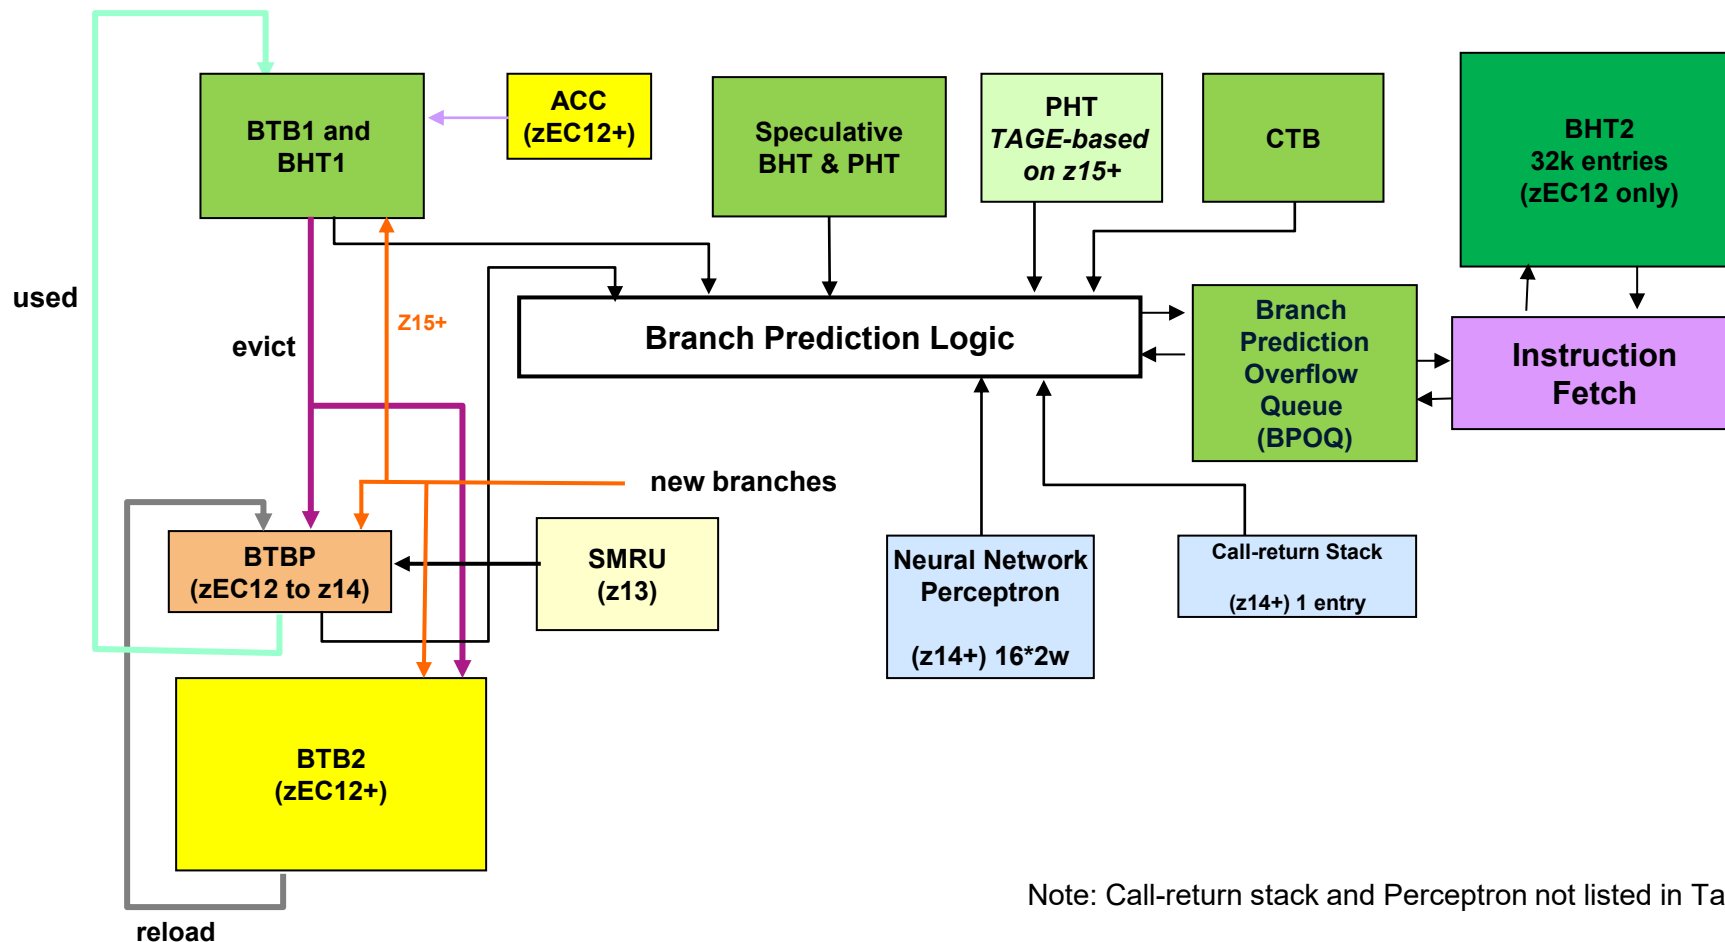 BTB1 and
BHT1
ACC
(zEC12+)
Speculative
BHT & PHT
PHT
TAGE-based
on z15+
CTB
BHT2
32k entries
(zEC12 only)
used
evict
Z15+
Branch Prediction Logic
Branch
Prediction
Overflow
Queue
(BPOQ)
Instruction
Fetch
new branches
BTBP
(zEC12 to z14)
SMRU
(z13)
Neural Network
Perceptron
(z14+) 16*2w
Call-return Stack
(z14+) 1 entry
BTB2
(zEC12+)
reload
Note: Call-return stack and Perceptron not listed in Ta